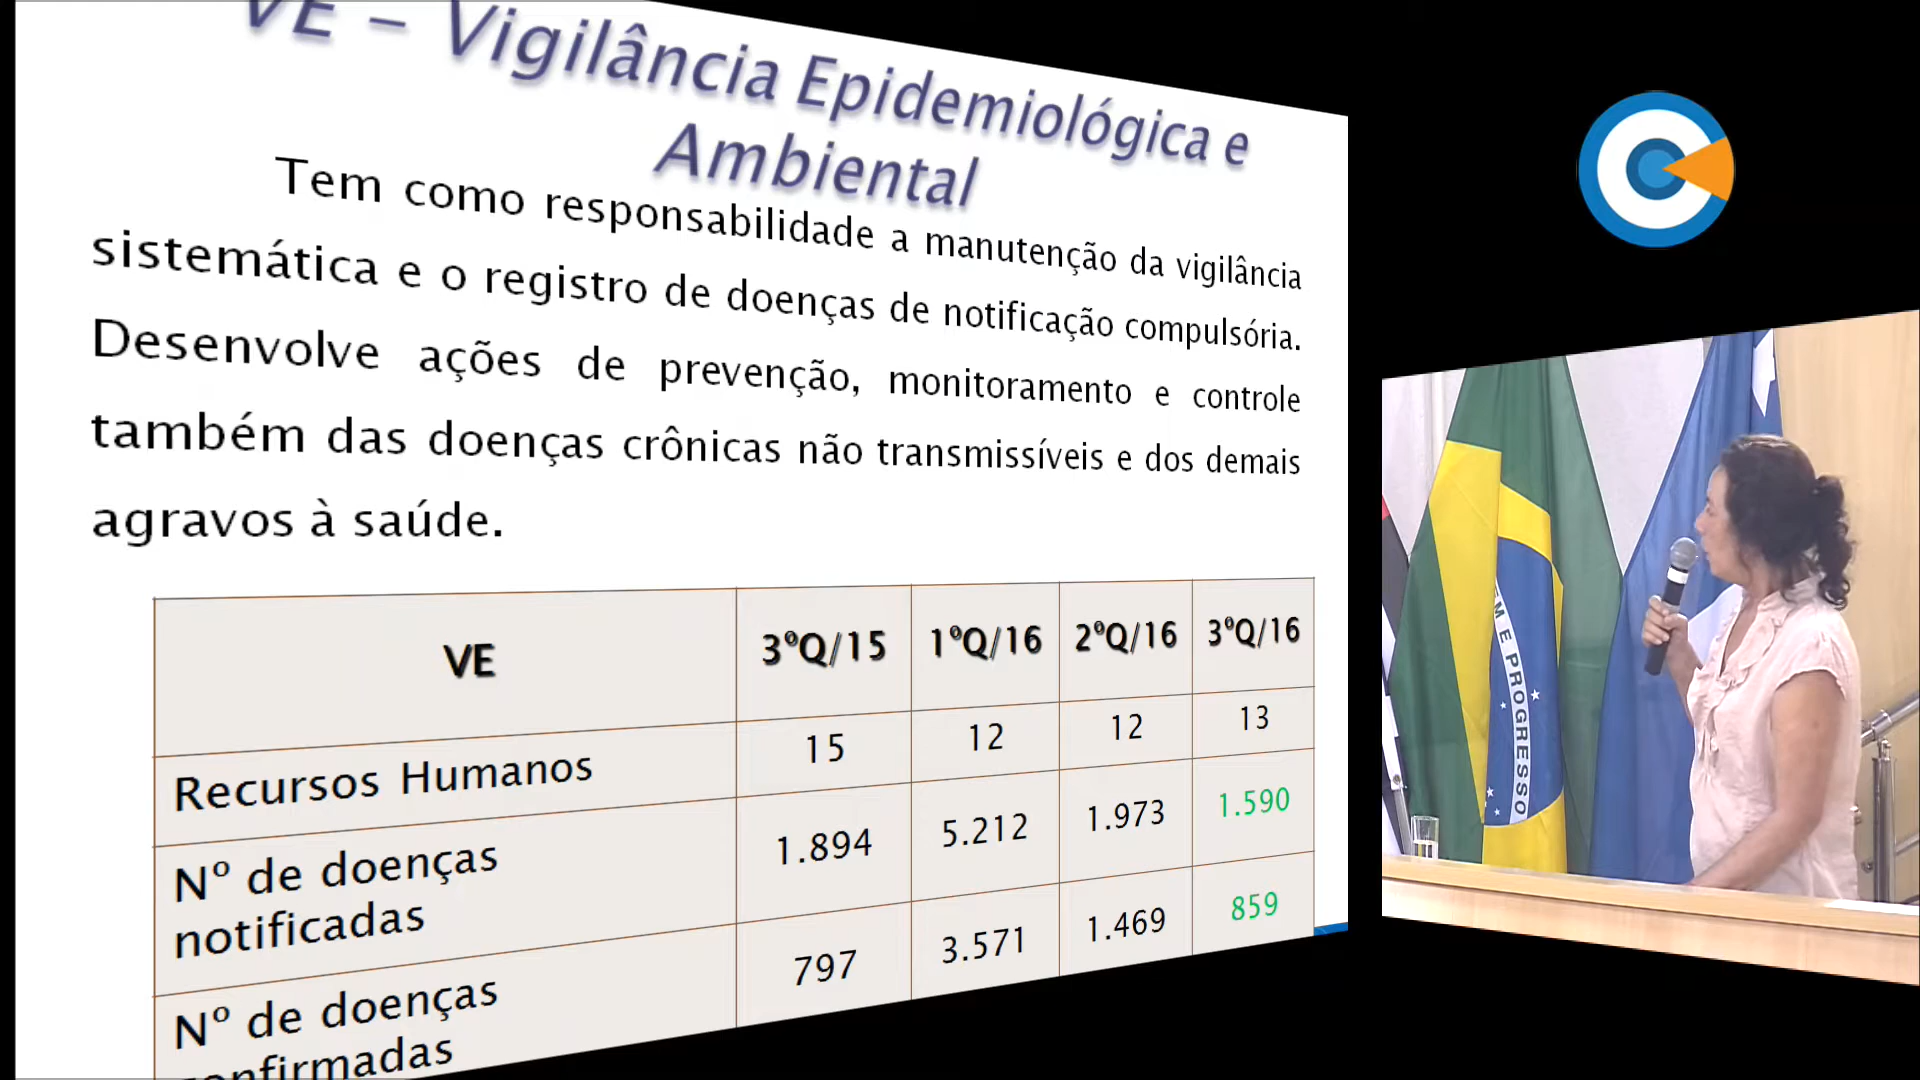 VE – Vigilância Epidemiológica e
Ambiental
Tem como responsabilidade a manutenção da vigilância
sistemática e o registro de doenças de notificação compulsória.
Desenvolve ações de prevenção, monitoramento e controle
também das doenças crônicas não transmissíveis e dos demais
agravos à saúde.
VE 3ºQ/15 1ºQ/16 2ºQ/16 3ºQ/16
Recursos Humanos 15 12 12 13
Nº de doenças
notificadas 1.894 5.212 1.973 1.590
Nº de doenças
confirmadas 797 3.571 1.469 859
EM E PROGRESSO